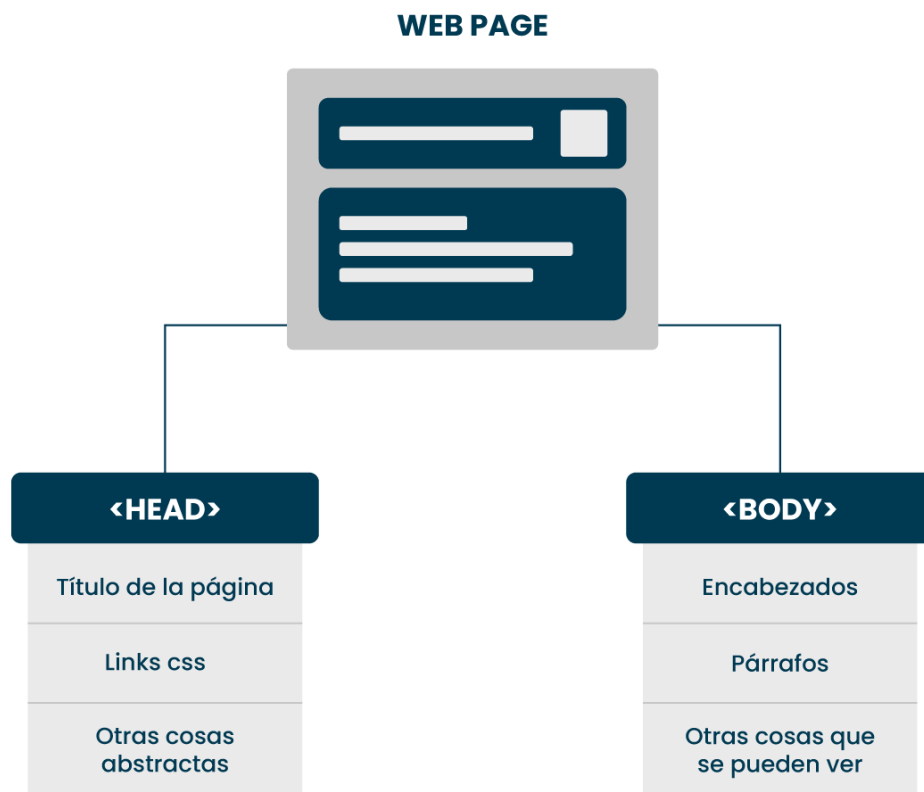 WEB PAGE
<HEAD>
Título de la página
Links css
Otras cosas
abstractas
<BODY>
Encabezados
Párrafos
Otras cosas que
se pueden ver